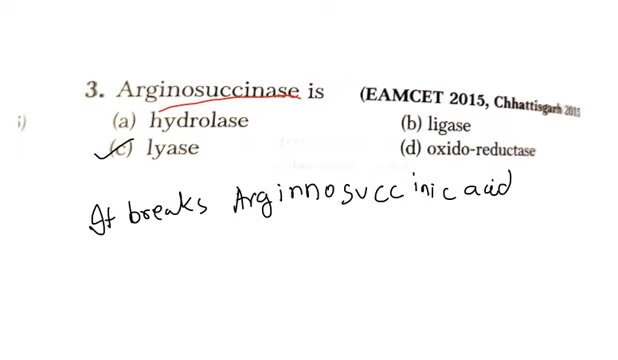 3. Arginosuccinase is (EAMCET 2015, Chhattisgarh 2015
(a) hydrolase (b) ligase
(c) lyase (d) oxido-reductase
It breaks Arginnosuccinic acid